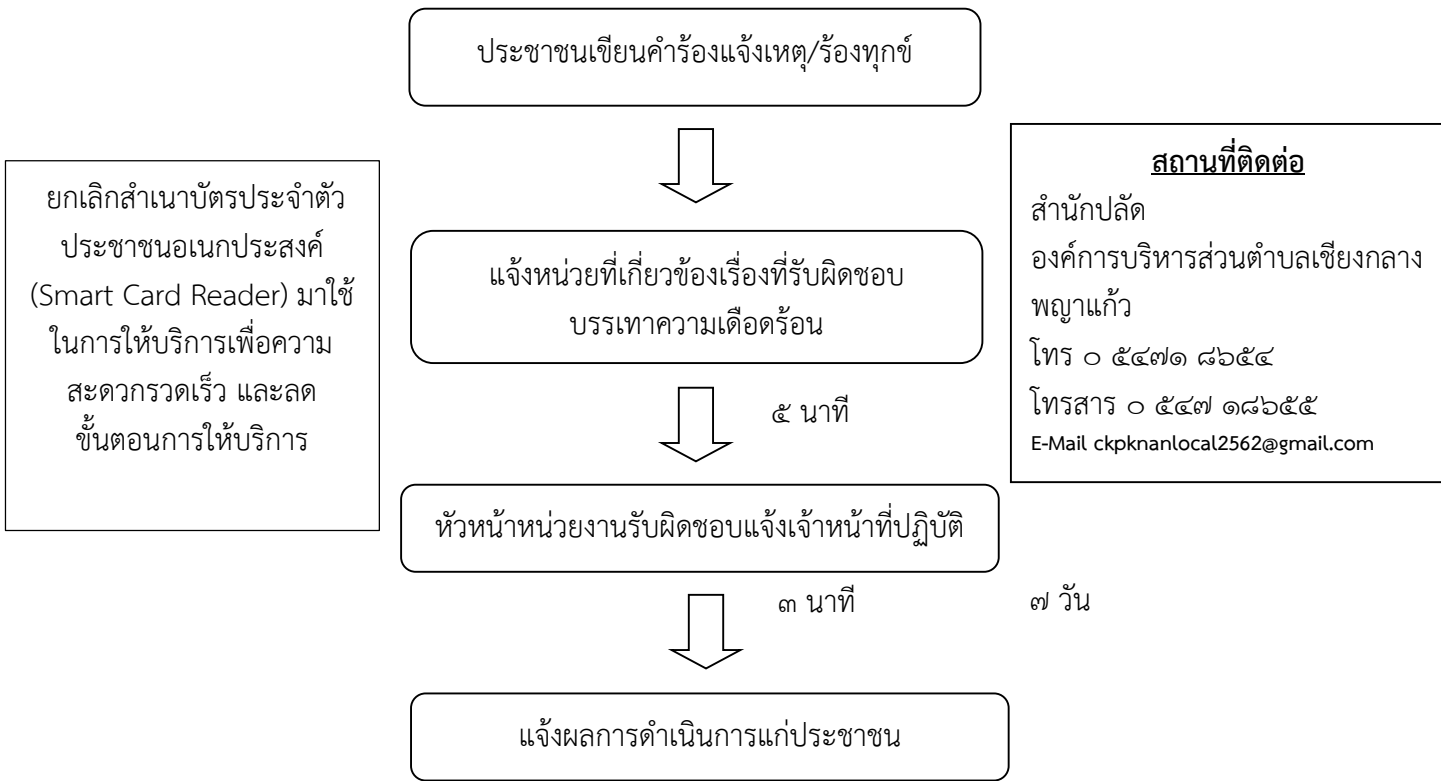 ประชาชนเขียนคำร้องแจ้งเหตุ/ร้องทุกข์
ยกเลิกสำเนาบัตรประจำตัว
ประชาชนอเนกประสงค์
(Smart Card Reader) มาใช้
ในการให้บริการเพื่อความ
สะดวกรวดเร็ว และลด
ขั้นตอนการให้บริการ
แจ้งหน่วยที่เกี่ยวข้องเรื่องที่รับผิดชอบ
บรรเทาความเดือดร้อน
สถานที่ติดต่อ
สำนักปลัด
องค์การบริหารส่วนตำบลเชียงกลาง
พญาแก้ว
โทร ๐ ๕๔๗๑ ๘๖๕๔
โทรสาร ๐ ๕๔๗ ๑๘๖๕๕
E-Mail ckpknanlocal2562@gmail.com
๕ นาที
หัวหน้าหน่วยงานรับผิดชอบแจ้งเจ้าหน้าที่ปฏิบัติ
๓ นาที ๗ วัน
แจ้งผลการดำเนินการแก่ประชาชน